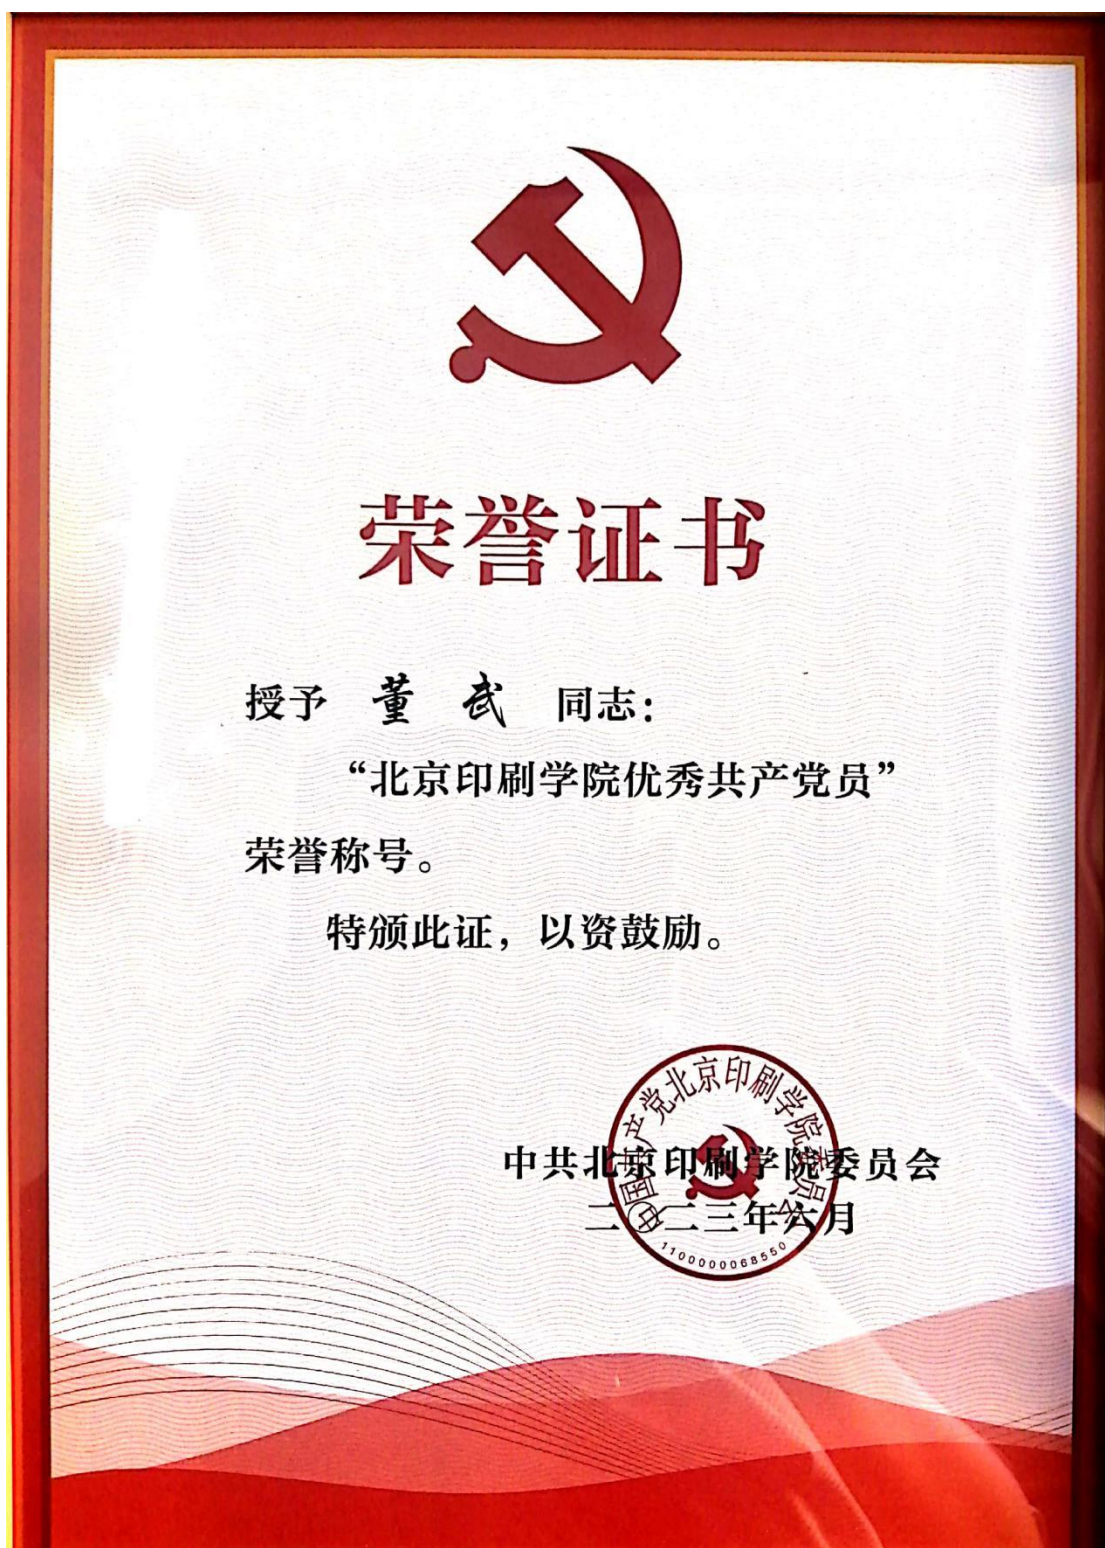 荣誉证书
授予 董 武 同志：
“北京印刷学院优秀共产党员”
荣誉称号。
特颁此证，以资鼓励。
中国共产党北京印刷学院委员会
中共北京印刷学院委员会
二〇二三年六月
1100000068550